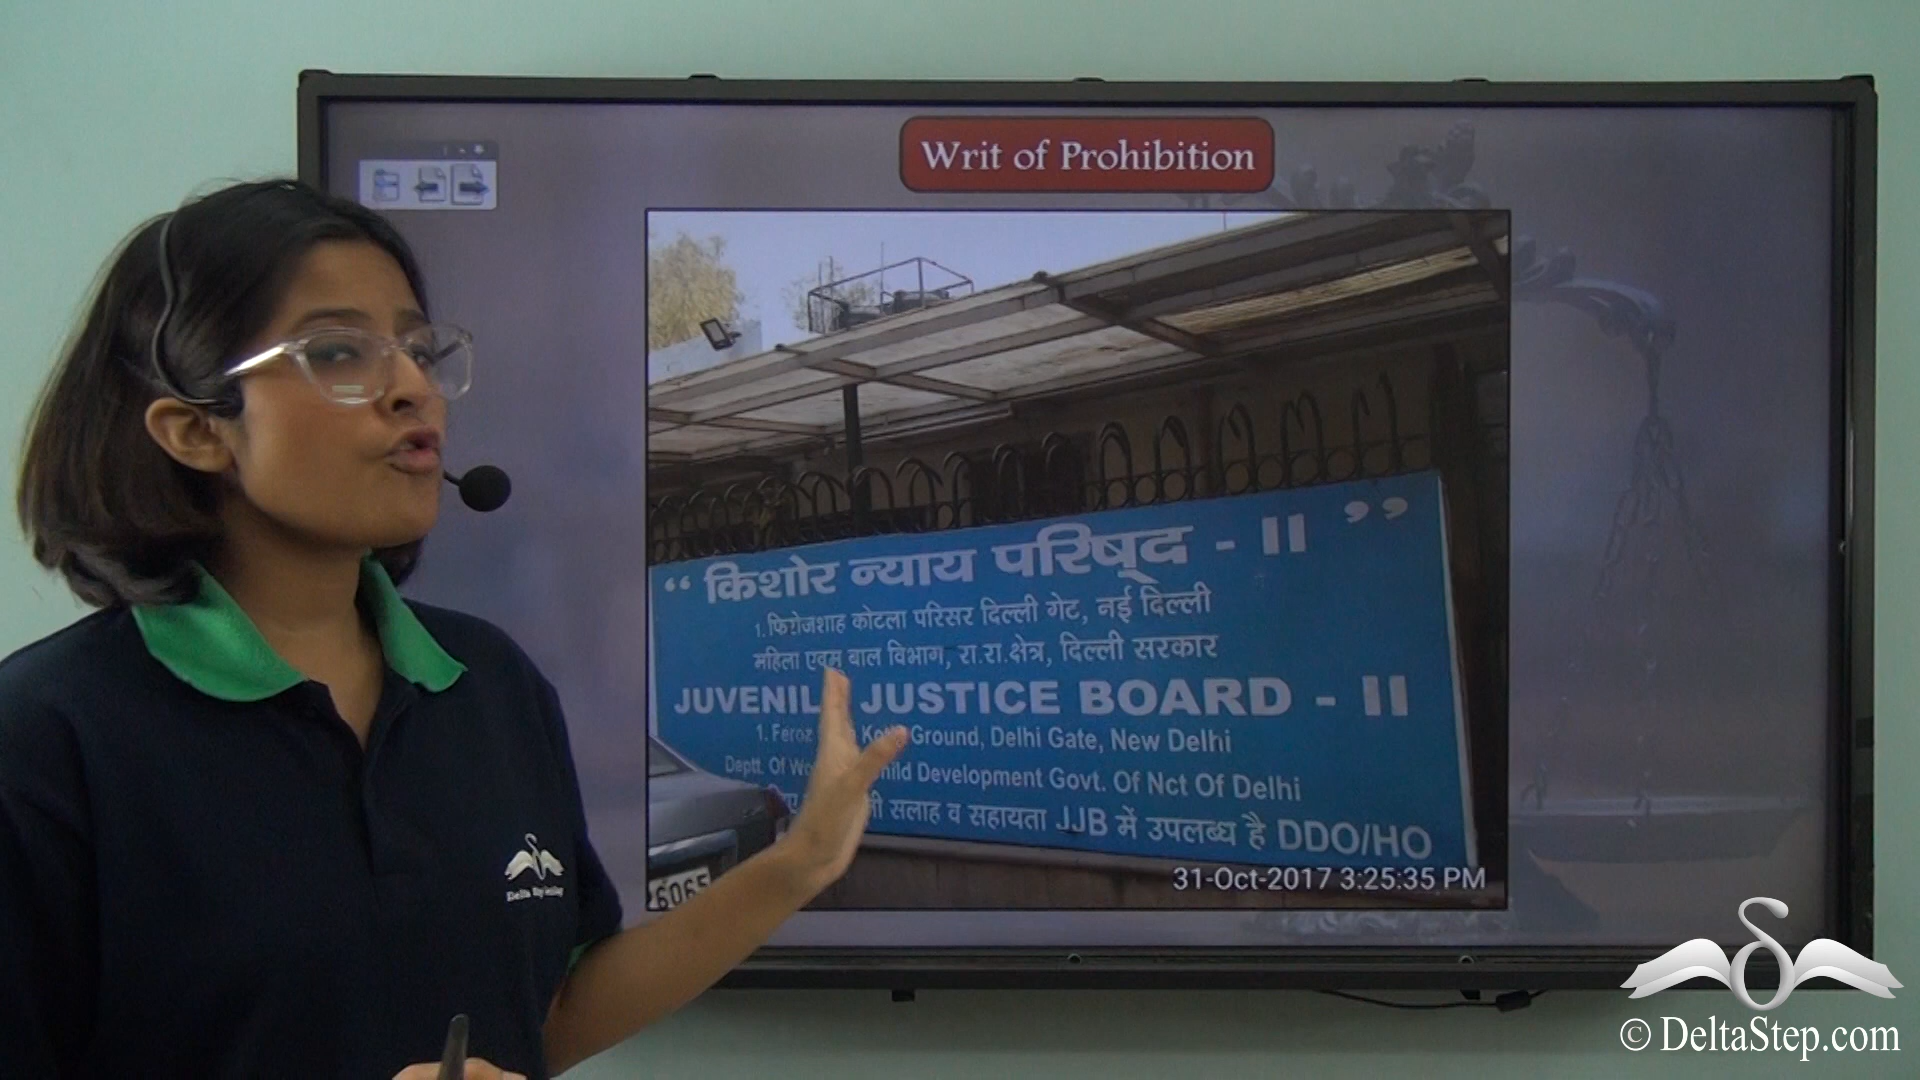 Writ of Prohibition
“ किशोर न्याय परिषद् - II ”
1. फिरोजशाह कोटला परिसर दिल्ली गेट, नई दिल्ली
महिला एवम बाल विभाग, रा.रा.क्षेत्र, दिल्ली सरकार
JUVENIL JUSTICE BOARD - II
1. Feroz Ground, Delhi Gate, New Delhi
Deptt. Of Development Govt. Of Nct Of Delhi
सलाह व सहायता JJB में उपलब्ध है DDO/HO
31-Oct-2017 3:25:35 PM
6065
Delta Step
© DeltaStep.com